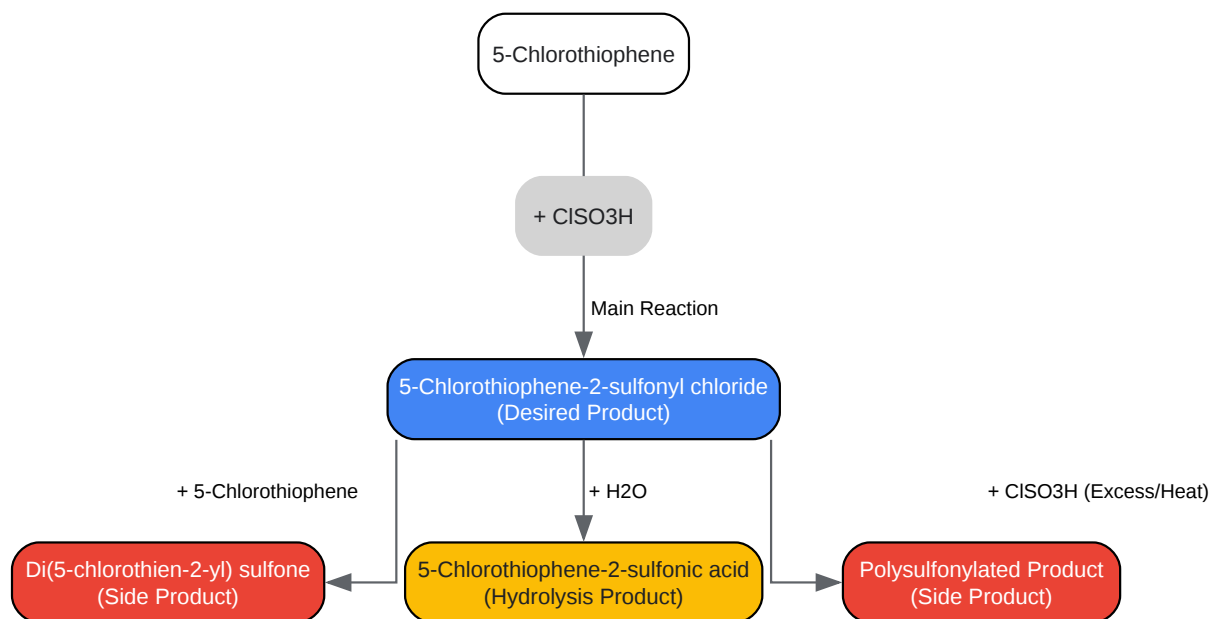 5-Chlorothiophene
+ ClSO3H
Main Reaction
5-Chlorothiophene-2-sulfonyl chloride
(Desired Product)
+ 5-Chlorothiophene
+ H2O
+ ClSO3H (Excess/Heat)
Di(5-chlorothien-2-yl) sulfone
(Side Product)
5-Chlorothiophene-2-sulfonic acid
(Hydrolysis Product)
Polysulfonylated Product
(Side Product)